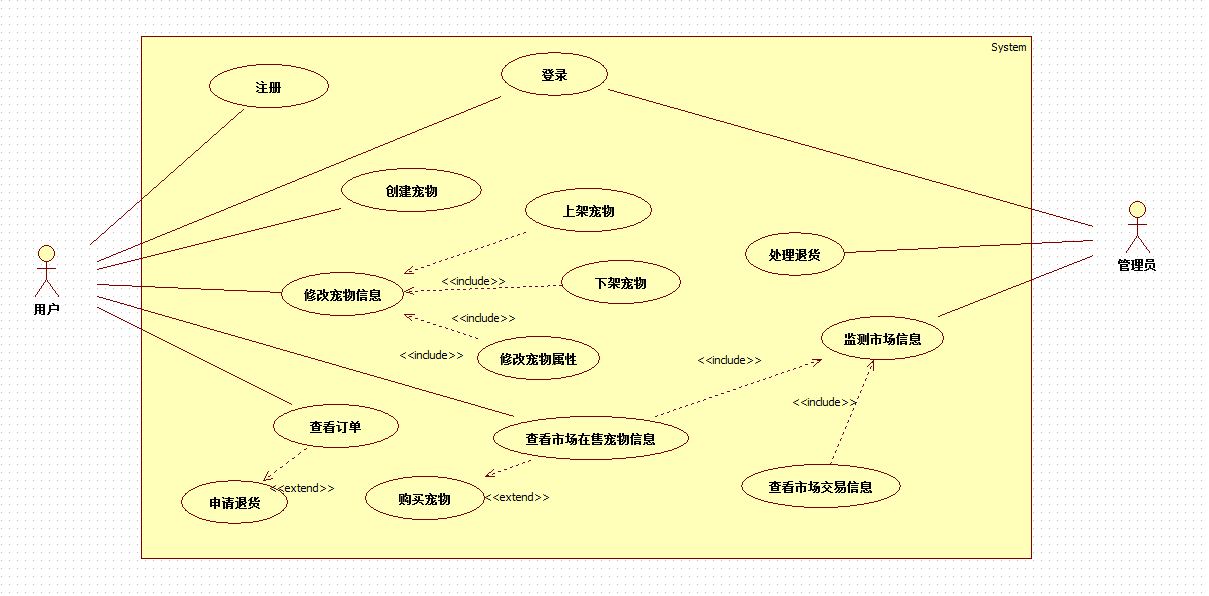 System
注册
登录
创建宠物
上架宠物
处理退货
管理员
用户
修改宠物信息
<<include>>
下架宠物
<<include>>
监测市场信息
<<include>>
修改宠物属性
<<include>>
<<include>>
查看订单
查看市场在售宠物信息
<<extend>>
申请退货
购买宠物
<<extend>>
查看市场交易信息